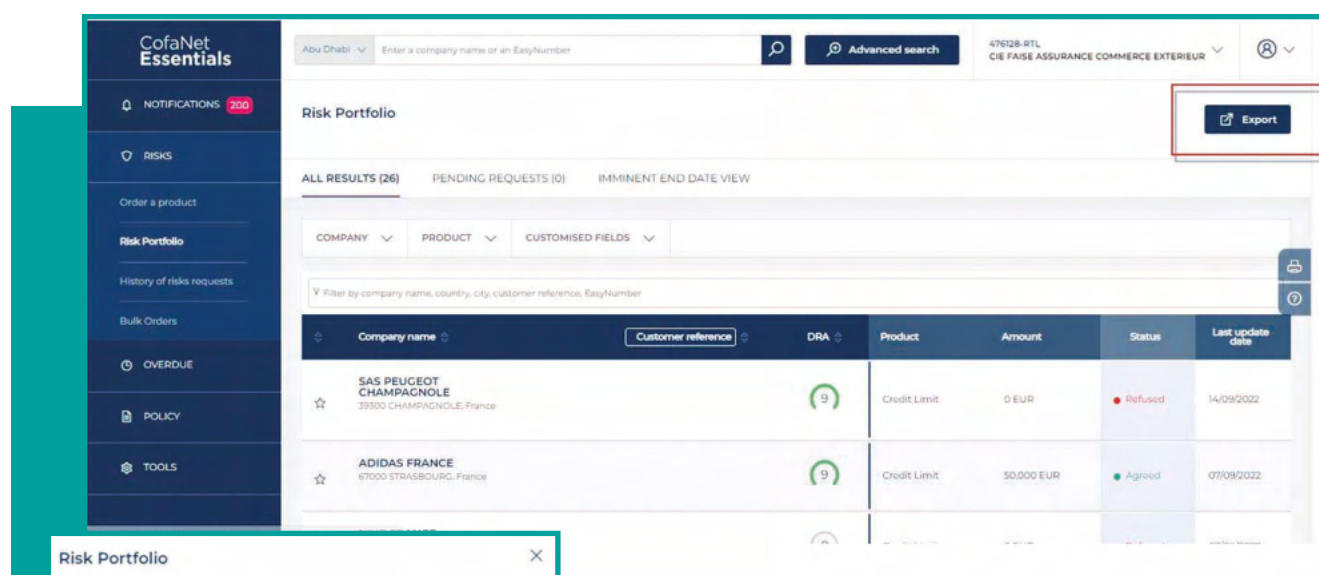 CofaNet
Essentials
Abu Dhabi
Enter a company name or an EasyNumber
Advanced search
476128-RTL
CIE FAISE ASSURANCE COMMERCE EXTERIEUR
NOTIFICATIONS 200
RISKS
Order a product
Risk Portfolio
History of risks requests
Bulk Orders
OVERDUE
POLICY
TOOLS
Risk Portfolio
Export
ALL RESULTS (26) PENDING REQUESTS (0) IMMINENT END DATE VIEW
COMPANY PRODUCT CUSTOMISED FIELDS
Filter by company name, country, city, customer reference, EasyNumber
Company name Customer reference DRA Product Amount Status Last update
date
SAS PEUGEOT
CHAMPAGNOLE
39300 CHAMPAGNOLE, France
9 Credit Limit 0 EUR Refused 14/09/2022
ADIDAS FRANCE
67000 STRASBOURG, France
9 Credit Limit 50,000 EUR Agreed 07/09/2022
Risk Portfolio